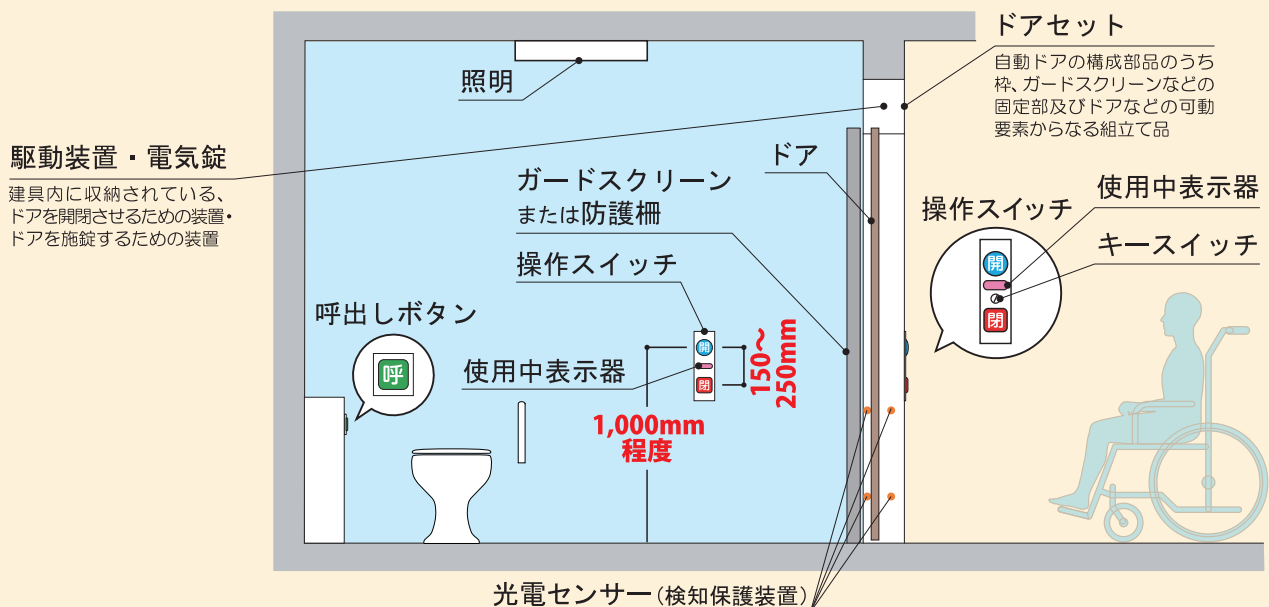 ドアセット
自動ドアの構成部品のうち
枠、ガードスクリーンなどの
固定部及びドアなどの可動
要素からなる組立て品
照明
駆動装置・電気錠
建具内に収納されている、
ドアを開閉させるための装置・
ドアを施錠するための装置
ドア
ガードスクリーン
または防護柵
操作スイッチ
使用中表示器
キースイッチ
開
閉
操作スイッチ
呼出しボタン
呼
使用中表示器
開
閉
150～
250mm
1,000mm
程度
光電センサー(検知保護装置)